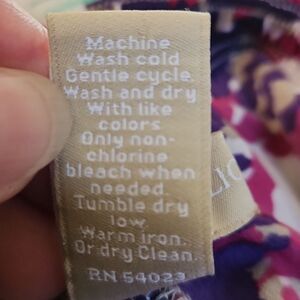 Machine
Wash cold
Gentle cycle.
Wash and dry
With like
colors
Only non-
chlorine
bleach when
needed.
Tumble dry
low.
Warm iron.
Or dry Clean.
RN 54023